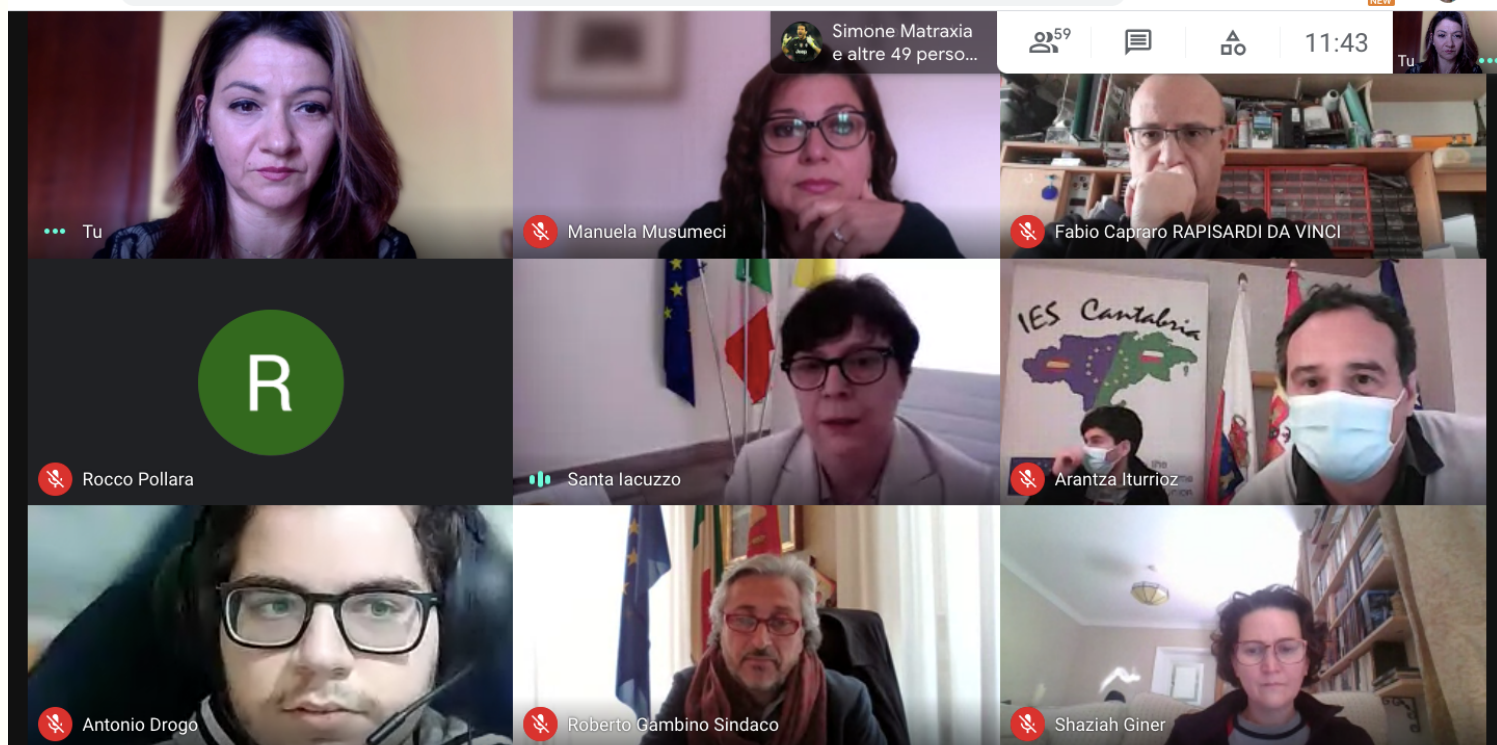 NEW
Simone Matraxia
e altre 49 perso...
59
11:43
Tu
Tu
Manuela Musumeci
Fabio Capraro RAPISARDI DA VINCI
R
Rocco Pollara
Santa Iacuzzo
IES Cantabria
Arantza Iturrioz
Antonio Drogo
Roberto Gambino Sindaco
Shaziah Giner